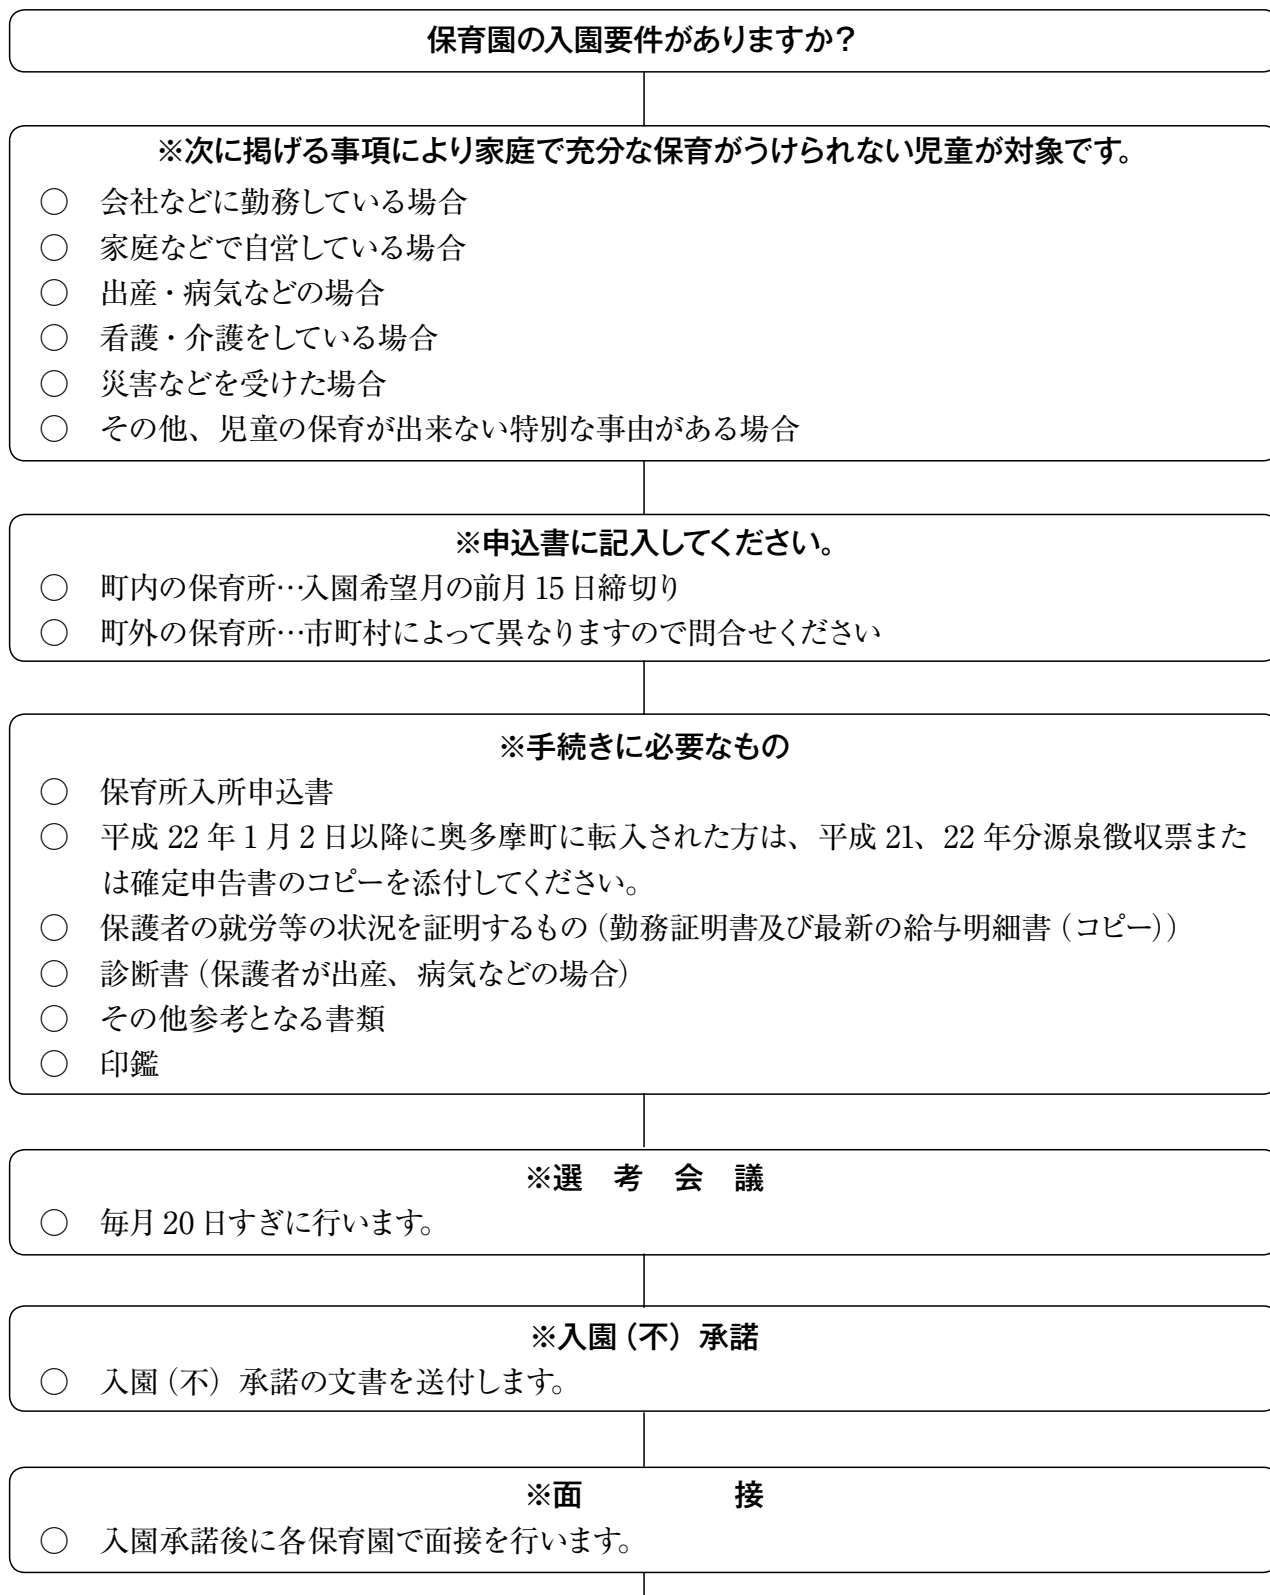 保育園の入園要件がありますか？
※次に掲げる事項により家庭で充分な保育がうけられない児童が対象です。
○　会社などに勤務している場合
○　家庭などで自営している場合
○　出産・病気などの場合
○　看護・介護をしている場合
○　災害などを受けた場合
○　その他、児童の保育が出来ない特別な事由がある場合
※申込書に記入してください。
○　町内の保育所…入園希望月の前月 15 日締切り
○　町外の保育所…市町村によって異なりますので問合せください
※手続きに必要なもの
○　保育所入所申込書
○　平成 22 年 1 月 2 日以降に奥多摩町に転入された方は、平成 21、22 年分源泉徴収票また
は確定申告書のコピーを添付してください。
○　保護者の就労等の状況を証明するもの（勤務証明書及び最新の給与明細書（コピー））
○　診断書（保護者が出産、病気などの場合）
○　その他参考となる書類
○　印鑑
※選　考　会　議
○　毎月 20 日すぎに行います。
※入園（不）承諾
○　入園（不）承諾の文書を送付します。
※面　　　　　接
○　入園承諾後に各保育園で面接を行います。